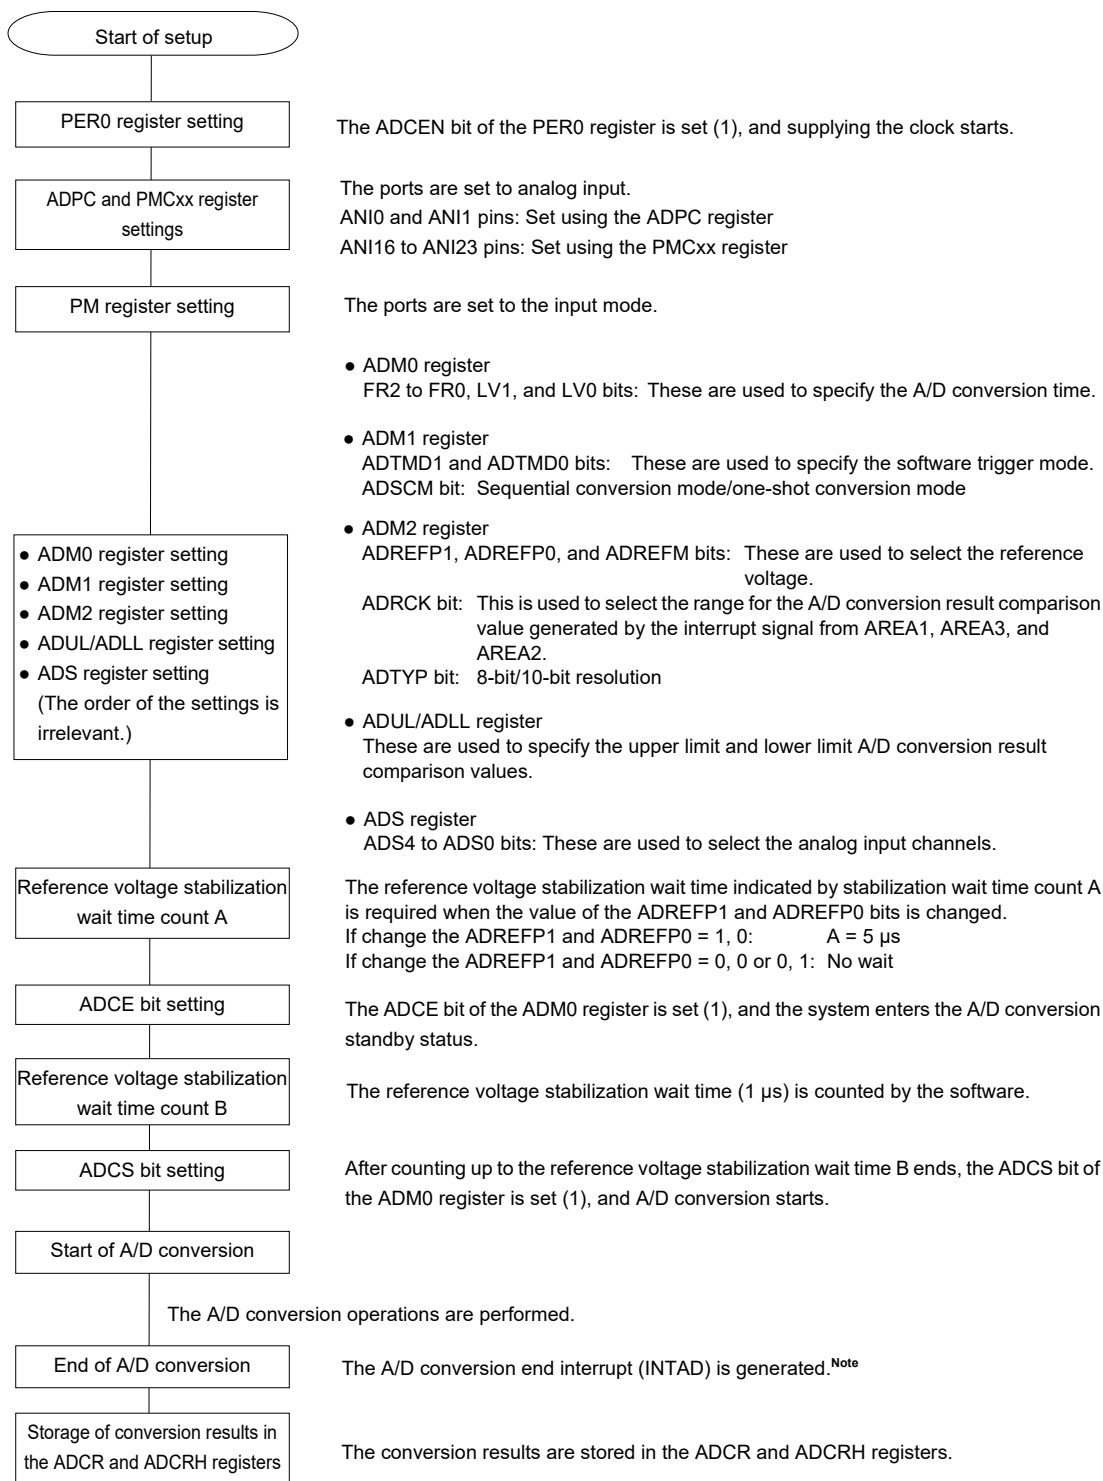 Start of setup
PER0 register setting
The ADCEN bit of the PER0 register is set (1), and supplying the clock starts.
ADPC and PMCxx register
settings
The ports are set to analog input.
ANI0 and ANI1 pins: Set using the ADPC register
ANI16 to ANI23 pins: Set using the PMCxx register
PM register setting
The ports are set to the input mode.
● ADM0 register setting
● ADM1 register setting
● ADM2 register setting
● ADUL/ADLL register setting
● ADS register setting
(The order of the settings is
irrelevant.)
● ADM0 register
FR2 to FR0, LV1, and LV0 bits: These are used to specify the A/D conversion time.
● ADM1 register
ADTMD1 and ADTMD0 bits: These are used to specify the software trigger mode.
ADSCM bit: Sequential conversion mode/one-shot conversion mode
● ADM2 register
ADREFP1, ADREFP0, and ADREFM bits: These are used to select the reference
voltage.
ADRCK bit: This is used to select the range for the A/D conversion result comparison
value generated by the interrupt signal from AREA1, AREA3, and
AREA2.
ADTYP bit: 8-bit/10-bit resolution
● ADUL/ADLL register
These are used to specify the upper limit and lower limit A/D conversion result
comparison values.
● ADS register
ADS4 to ADS0 bits: These are used to select the analog input channels.
Reference voltage stabilization
wait time count A
The reference voltage stabilization wait time indicated by stabilization wait time count A
is required when the value of the ADREFP1 and ADREFP0 bits is changed.
If change the ADREFP1 and ADREFP0 = 1, 0: A = 5 µs
If change the ADREFP1 and ADREFP0 = 0, 0 or 0, 1: No wait
ADCE bit setting
The ADCE bit of the ADM0 register is set (1), and the system enters the A/D conversion
standby status.
Reference voltage stabilization
wait time count B
The reference voltage stabilization wait time (1 µs) is counted by the software.
ADCS bit setting
After counting up to the reference voltage stabilization wait time B ends, the ADCS bit of
the ADM0 register is set (1), and A/D conversion starts.
Start of A/D conversion
The A/D conversion operations are performed.
End of A/D conversion
The A/D conversion end interrupt (INTAD) is generated.Note
Storage of conversion results in
the ADCR and ADCRH registers
The conversion results are stored in the ADCR and ADCRH registers.